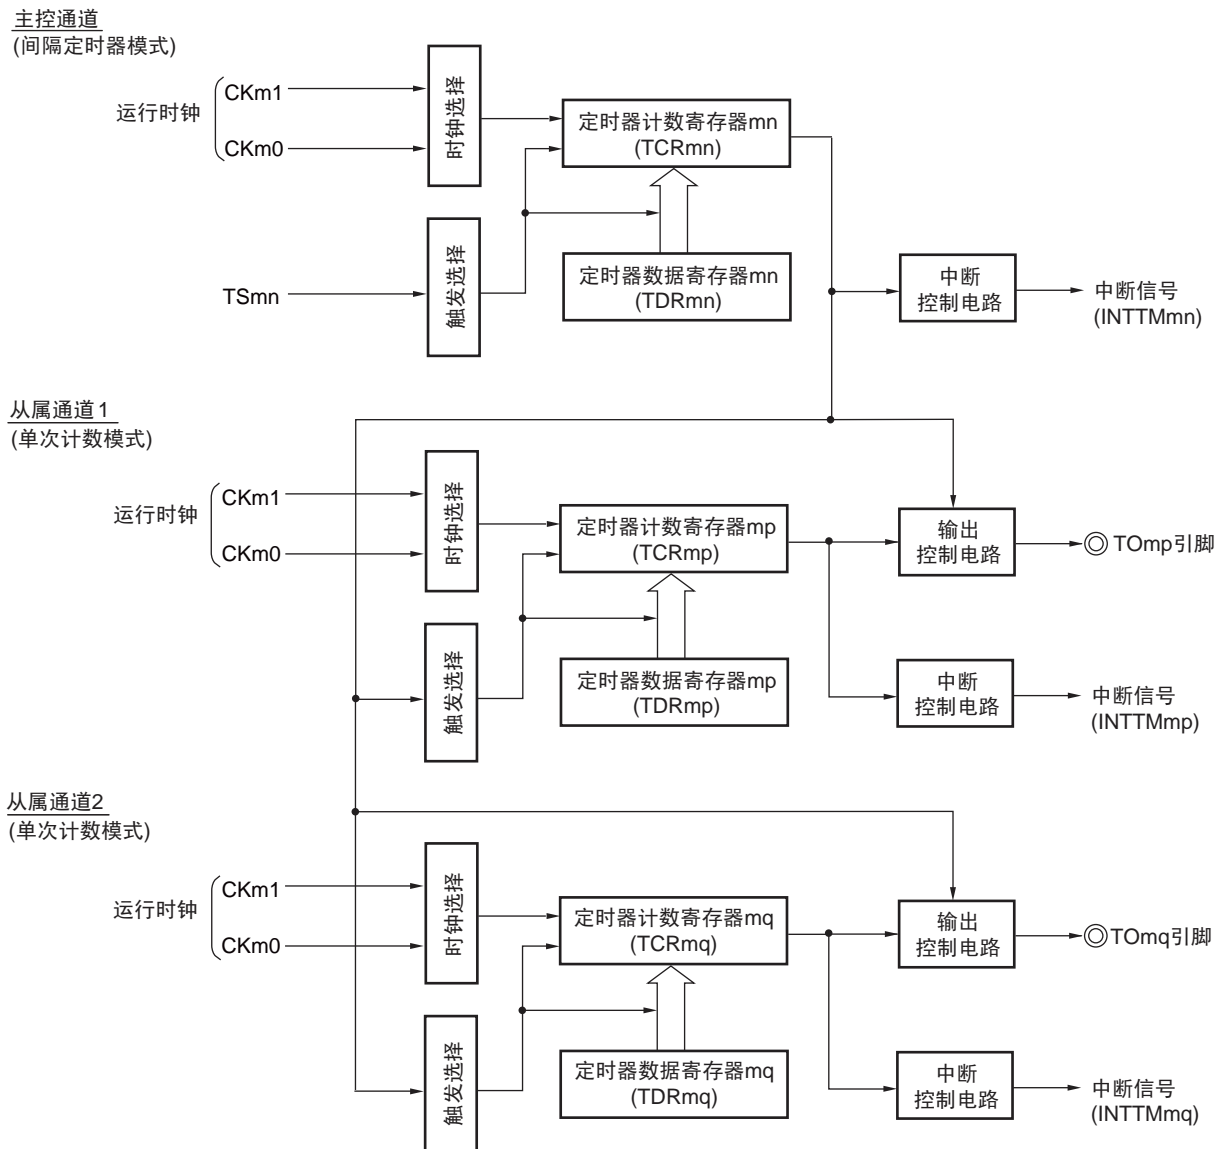 主控通道
(间隔定时器模式)
运行时钟
CKm1
CKm0
时钟选择
定时器计数寄存器mn
(TCRmn)
TSmn
触发选择
定时器数据寄存器mn
(TDRmn)
中断
控制电路
中断信号
(INTTMmn)
从属通道1
(单次计数模式)
运行时钟
CKm1
CKm0
时钟选择
定时器计数寄存器mp
(TCRmp)
输出
控制电路
TOmp引脚
触发选择
定时器数据寄存器mp
(TDRmp)
中断
控制电路
中断信号
(INTTMmp)
从属通道2
(单次计数模式)
运行时钟
CKm1
CKm0
时钟选择
定时器计数寄存器mq
(TCRmq)
输出
控制电路
TOmq引脚
触发选择
定时器数据寄存器mq
(TDRmq)
中断
控制电路
中断信号
(INTTMmq)